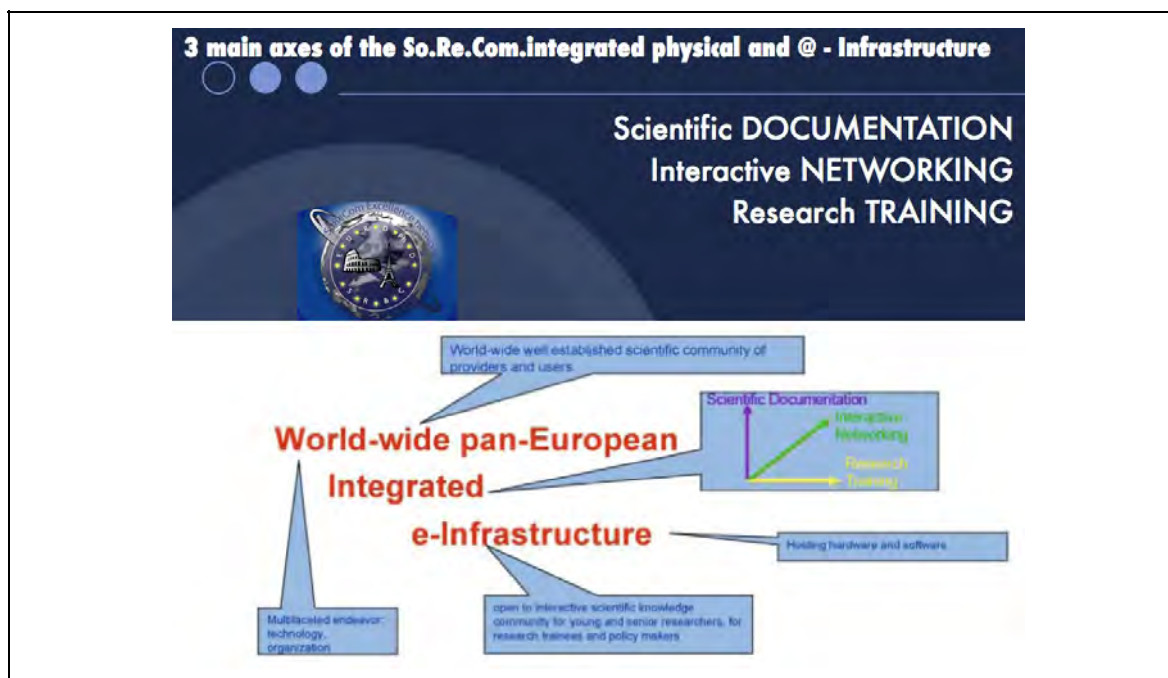 3 main axes of the So.Re.Com.integrated physical and @ - Infrastructure
Scientific DOCUMENTATION
Interactive NETWORKING
Research TRAINING
World-wide well established scientific community of
providers and users
Scientific Documentation
Interactive
Networking
Research
Training
World-wide pan-European
Integrated
e-Infrastructure
Hosting hardware and software
Multifaceted endeavor:
technology,
organization
open to interactive scientific knowledge
community for young and senior researchers, for
research trainees and policy makers